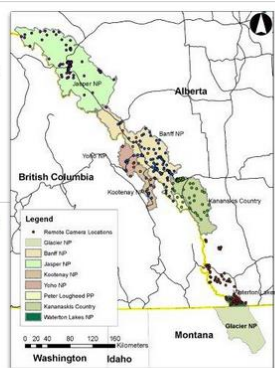 Jasper NP
Alberta
Banff NP
Yoho NP
British Columbia
Kootenay NP
Kananaskis Country
Legend
Remote Camera Locations
Glacier NP
Banff NP
Jasper NP
Kootenay NP
Yoho NP
Peter Lougheed PP
Kananaskis Country
Waterton Lakes NP
Waterton Lakes
Glacier NP
0 20 40 80 120 160
Kilometers
Montana
Washington
Idaho